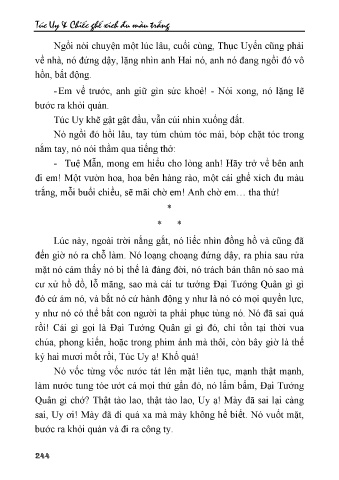 Túc Uy & Chiếc ghế xích đu màu trắng
Ngồi nói chuyện một lúc lâu, cuối cùng, Thục Uyển cũng phải
về nhà, nó đứng dậy, lặng nhìn anh Hai nó, anh nó đang ngồi đó vô
hồn, bất động.
- Em về trước, anh giữ gìn sức khoẻ! - Nói xong, nó lặng lẽ
bước ra khỏi quán.
Túc Uy khẽ gật gật đầu, vẫn cúi nhìn xuống đất.
Nó ngồi đó hồi lâu, tay túm chùm tóc mái, bóp chặt tóc trong
nắm tay, nó nói thầm qua tiếng thở:
- Tuệ Mẫn, mong em hiểu cho lòng anh! Hãy trở về bên anh
đi em! Một vườn hoa, hoa bên hàng rào, một cái ghế xích đu màu
trắng, mỗi buổi chiều, sẽ mãi chờ em! Anh chờ em… tha thứ!
*
* *
Lúc này, ngoài trời nắng gắt, nó liếc nhìn đồng hồ và cũng đã
đến giờ nó ra chỗ làm. Nó loạng choạng đứng dậy, ra phía sau rửa
mặt nó cảm thấy nó bị thế là đáng đời, nó trách bản thân nó sao mà
cư xử hồ đồ, lỗ mãng, sao mà cái tư tưởng Đại Tướng Quân gì gì
đó cứ ám nó, và bắt nó cứ hành động y như là nó có mọi quyền lực,
y như nó có thể bắt con người ta phải phục tùng nó. Nó đã sai quá
rồi! Cái gì gọi là Đại Tướng Quân gì gì đó, chỉ tồn tại thời vua
chúa, phong kiến, hoặc trong phim ảnh mà thôi, còn bây giờ là thế
kỷ hai mươi mốt rồi, Túc Uy ạ! Khổ quá!
Nó vốc từng vốc nước tát lên mặt liên tục, mạnh thật mạnh,
làm nước tung tóe ướt cả mọi thứ gần đó, nó lẩm bẩm, Đại Tướng
Quân gì chớ? Thật tào lao, thật tào lao, Uy ạ! Mày đã sai lại càng
sai, Uy ơi! Mày đã đi quá xa mà mày không hề biết. Nó vuốt mặt,
bước ra khỏi quán và đi ra công ty.
244